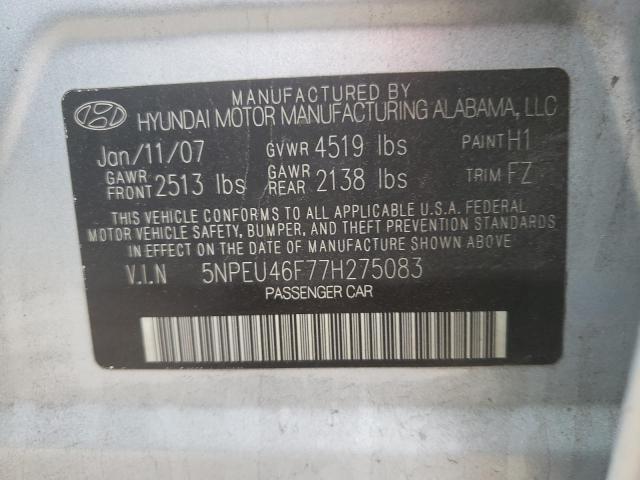 MANUFACTURED BY
HYUNDAI MOTOR MANUFACTURING ALABAMA, LLC
Jan/11/07 GVWR 4519 lbs PAINT H1
GAWR FRONT 2513 lbs GAWR REAR 2138 lbs TRIM FZ
THIS VEHICLE CONFORMS TO ALL APPLICABLE U.S.A. FEDERAL
MOTOR VEHICLE SAFETY, BUMPER, AND THEFT PREVENTION STANDARDS
IN EFFECT ON THE DATE OF MANUFACTURE SHOWN ABOVE
V.I.N 5NPEU46F77H275083
PASSENGER CAR